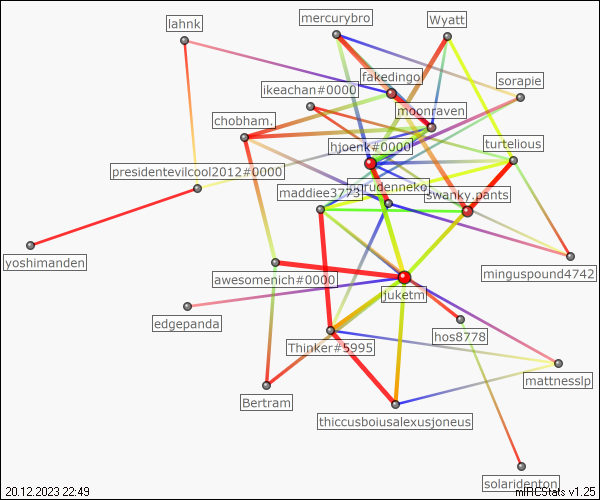 lahnk
mercurybro
Wyatt
fakedingo
sorapie
ikeachan#0000
moonraven
chobham.
hjoenk#0000
turtelious
presidentevilcool2012#0000
maddiee3773
swanky.pants
yoshimanden
minguspound4742
awesomenich#0000
juketm
edgepanda
hos8778
Thinker#5995
mattnesslp
Bertram
thiccusboiusalexusjoneus
solaridenton
20.12.2023 22:49
mIRCStats v1.25